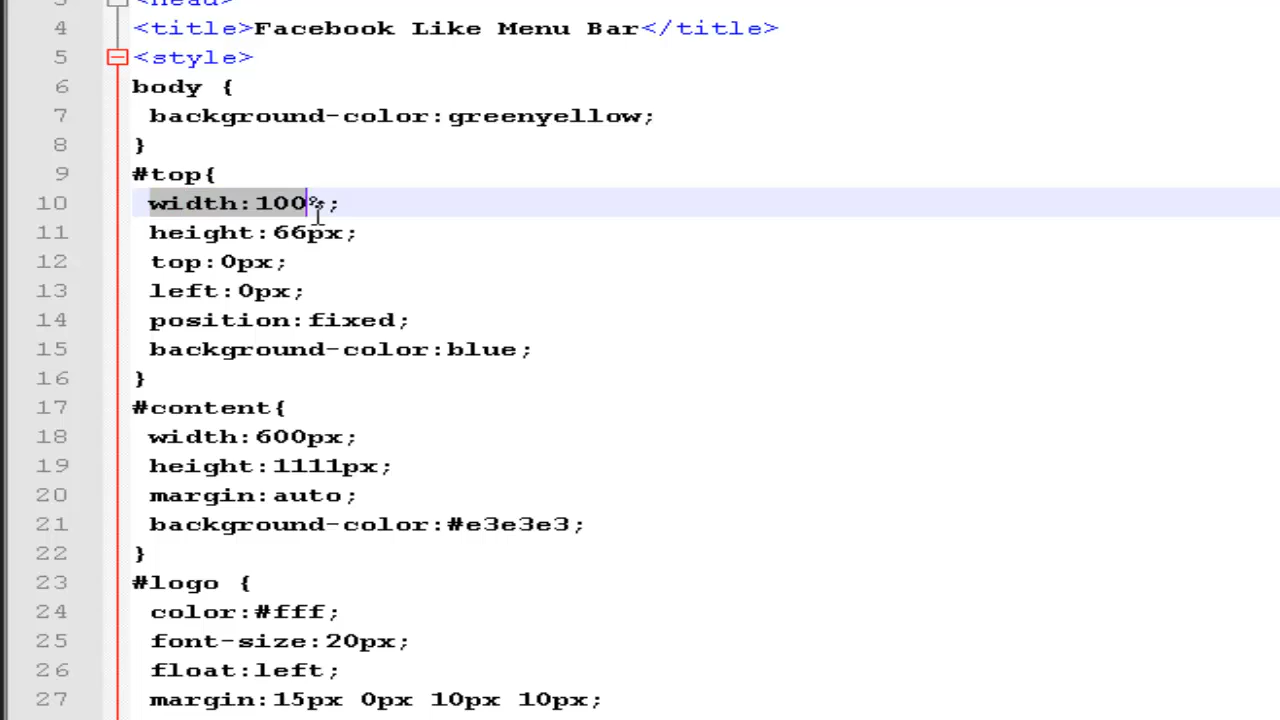 3 <head>
4 <title>Facebook Like Menu Bar</title>
5 <style>
6 body {
7 background-color:greenyellow;
8 }
9 #top{
10 width:100%;
11 height:66px;
12 top:0px;
13 left:0px;
14 position:fixed;
15 background-color:blue;
16 }
17 #content{
18 width:600px;
19 height:1111px;
20 margin:auto;
21 background-color:#e3e3e3;
22 }
23 #logo {
24 color:#fff;
25 font-size:20px;
26 float:left;
27 margin:15px 0px 10px 10px;